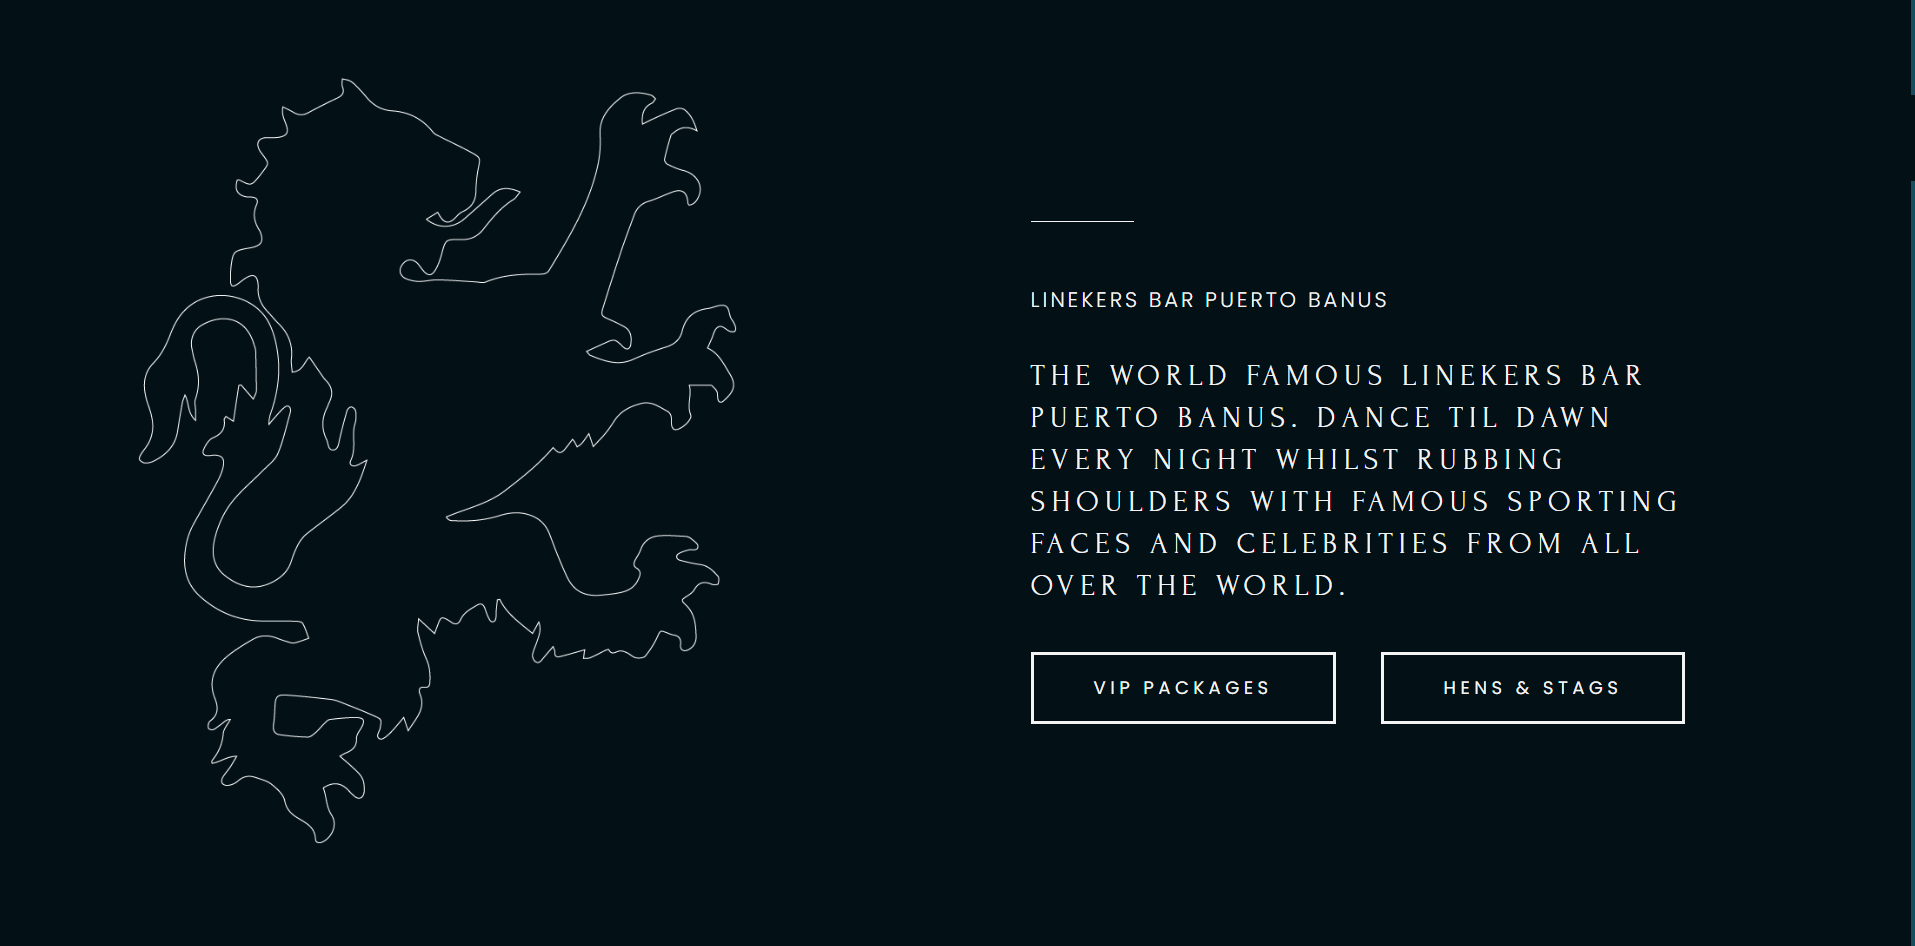 LINEKERS BAR PUERTO BANUS
THE WORLD FAMOUS LINEKERS BAR
PUERTO BANUS. DANCE TIL DAWN
EVERY NIGHT WHILST RUBBING
SHOULDERS WITH FAMOUS SPORTING
FACES AND CELEBRITIES FROM ALL
OVER THE WORLD.
VIP PACKAGES
HENS & STAGS